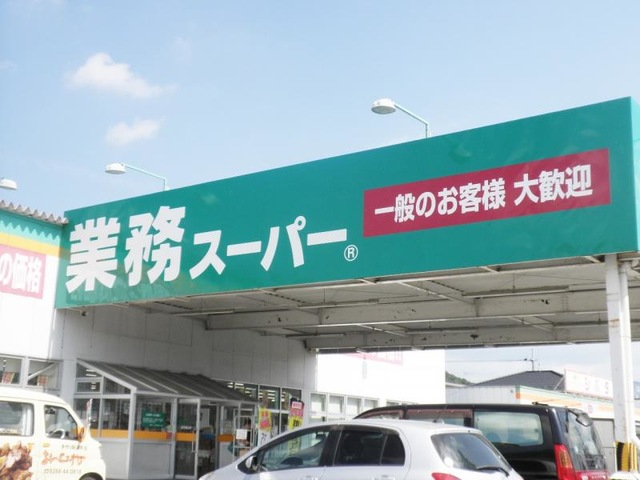 業務スーパー®
一般のお客様 大歓迎
の価格